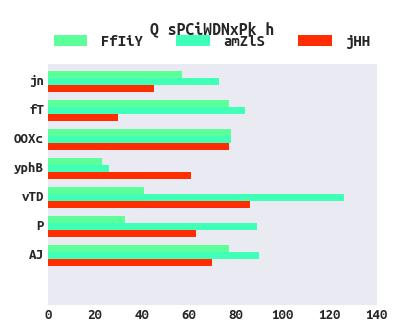 Q sPCiWDNxPk h
FfIiY amZlS jHH
jn
fT
OOXc
yphB
vTD
P
AJ
0 20 40 60 80 100 120 140